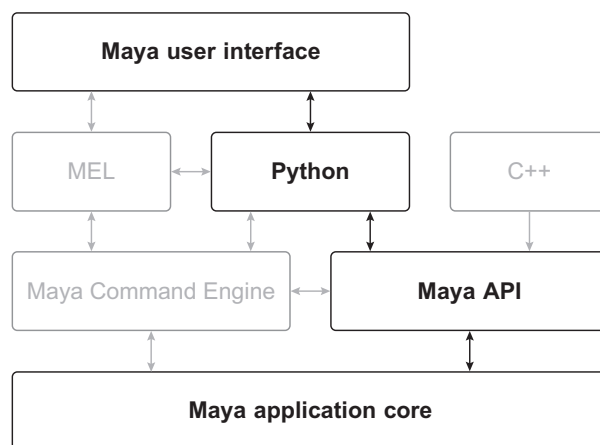 Maya user interface
MEL
Python
C++
Maya Command Engine
Maya API
Maya application core